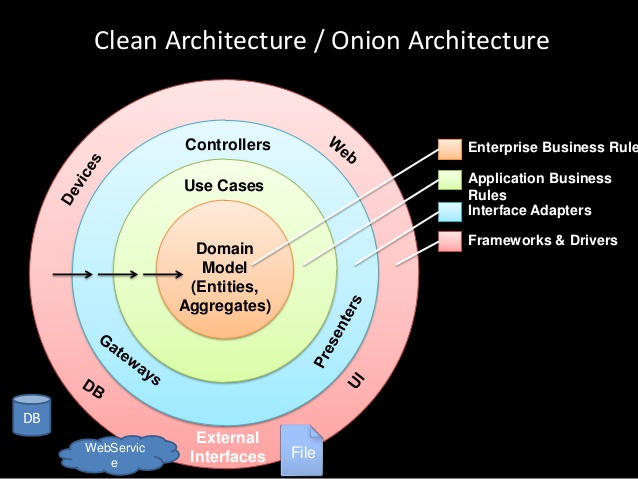 Clean Architecture / Onion Architecture
Devices
Controllers
Web
Use Cases
Domain
Model
(Entities,
Aggregates)
Gateways
Presenters
DB
UI
External
Interfaces
DB
WebServic
e
File
Enterprise Business Rule
Application Business
Rules
Interface Adapters
Frameworks & Drivers